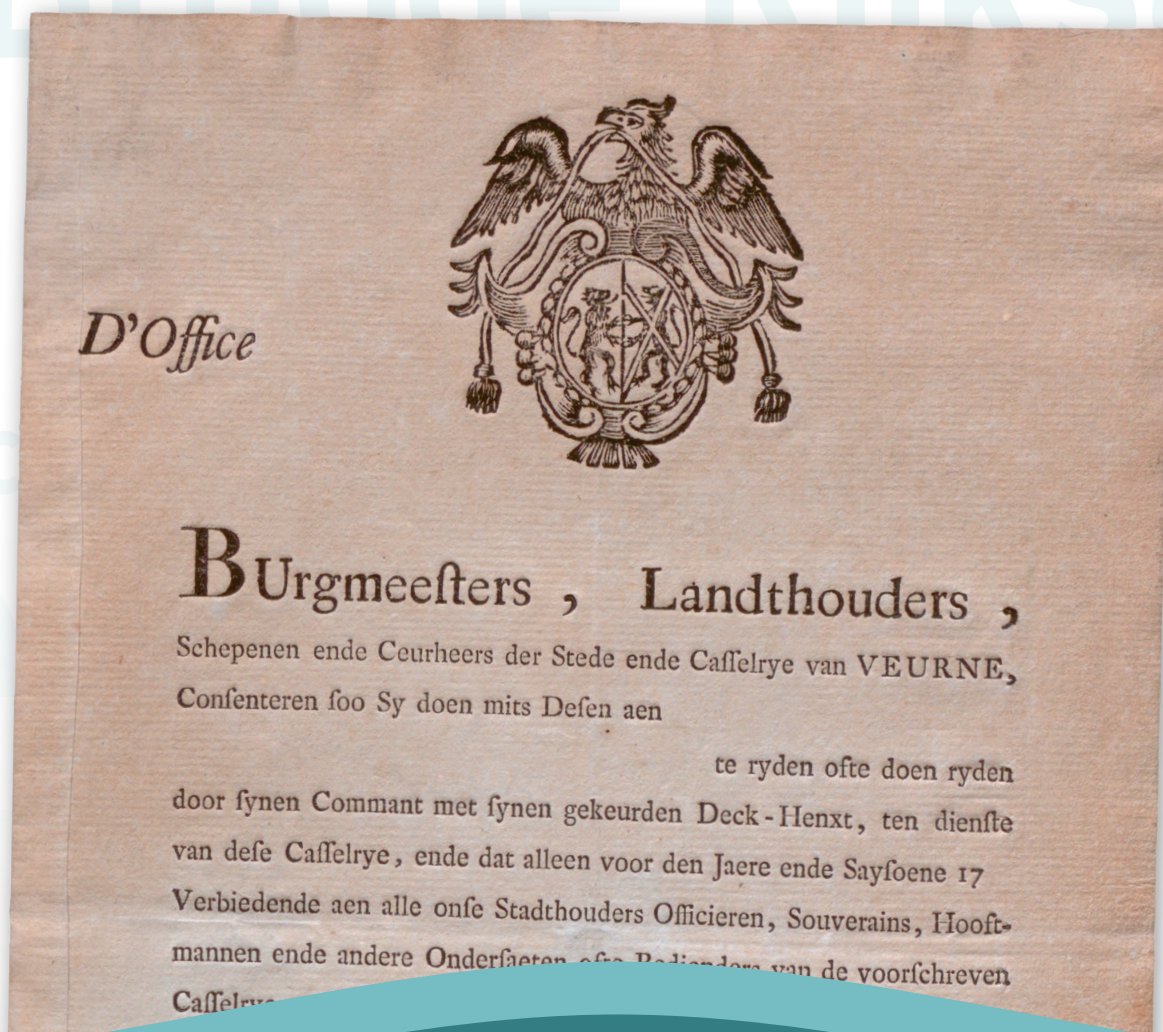 D'Office
BUrgmeeſters , Landthouders ,
Schepenen ende Ceurheers der Stede ende Caſſelrye van VEURNE,
Conſenteren ſoo Sy doen mits Deſen aen
te ryden ofte doen ryden
door ſynen Commant met ſynen gekeurden Deck-Henxt, ten dienſte
van deſe Caſſelrye, ende dat alleen voor den Jaere ende Sayſoene 17
Verbiedende aen alle onſe Stadthouders Officieren, Souverains, Hooft-
mannen ende andere Onderſaeten ofte van de voorſchreven
Caſſelrye